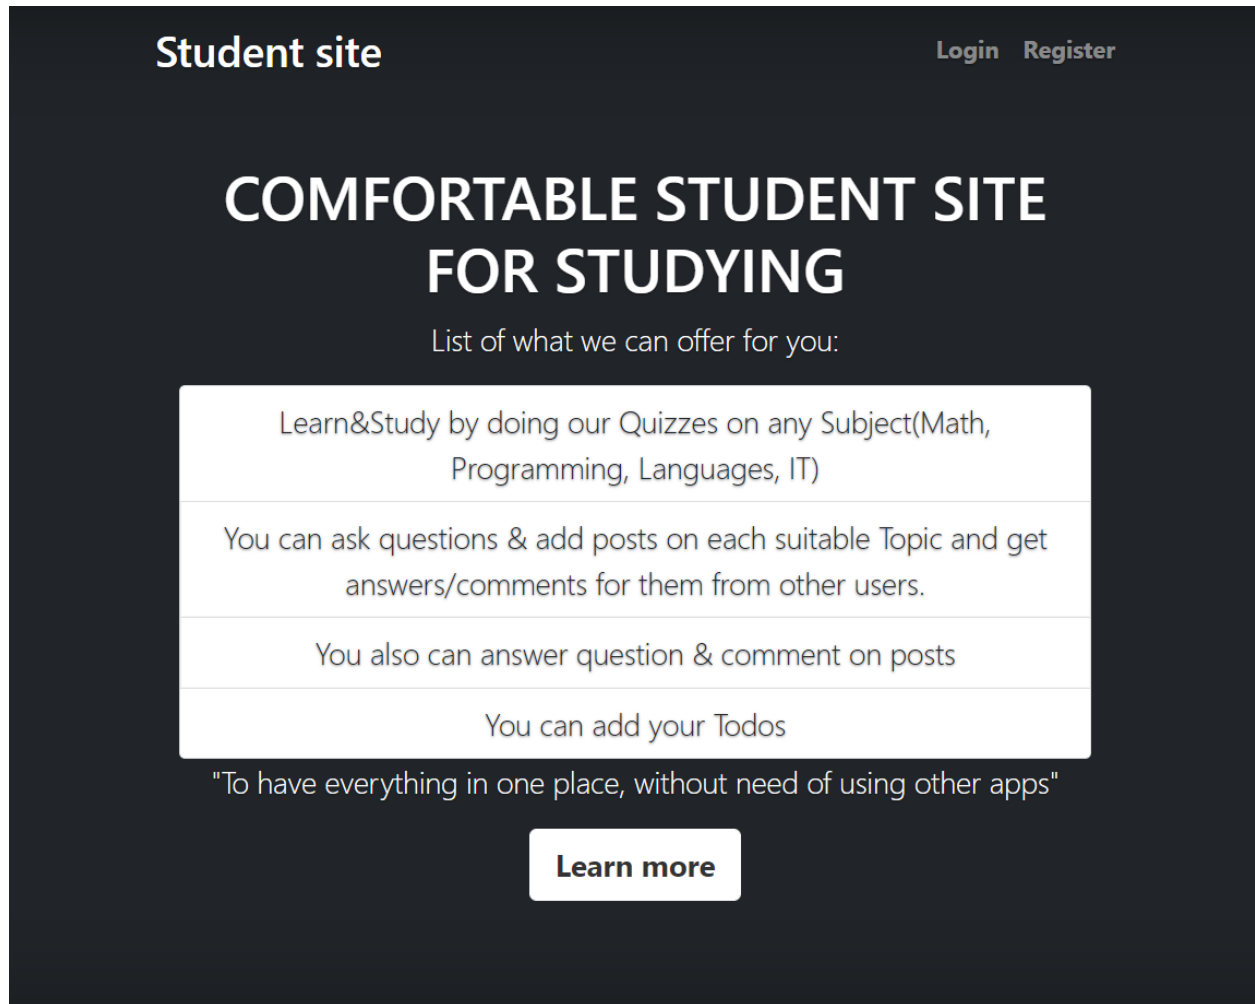 Student site
Login Register
COMFORTABLE STUDENT SITE
FOR STUDYING
List of what we can offer for you:
Learn&Study by doing our Quizzes on any Subject(Math,
Programming, Languages, IT)
You can ask questions & add posts on each suitable Topic and get
answers/comments for them from other users.
You also can answer question & comment on posts
You can add your Todos
"To have everything in one place, without need of using other apps"
Learn more